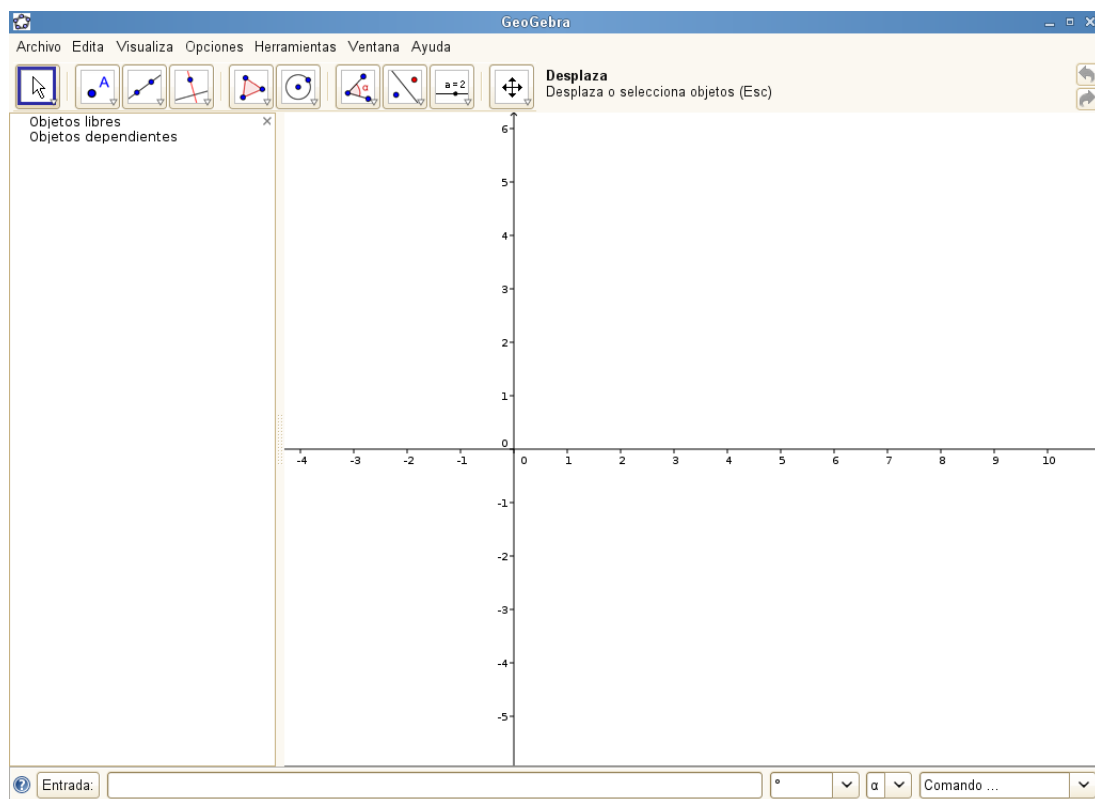 GeoGebra
Archivo Edita Visualiza Opciones Herramientas Ventana Ayuda
A
α
a=2
Desplaza
Desplaza o selecciona objetos (Esc)
Objetos libres
Objetos dependientes
6
5
4
3
2
1
0
-4 -3 -2 -1 0 1 2 3 4 5 6 7 8 9 10
-1
-2
-3
-4
-5
Entrada: ° α Comando ...